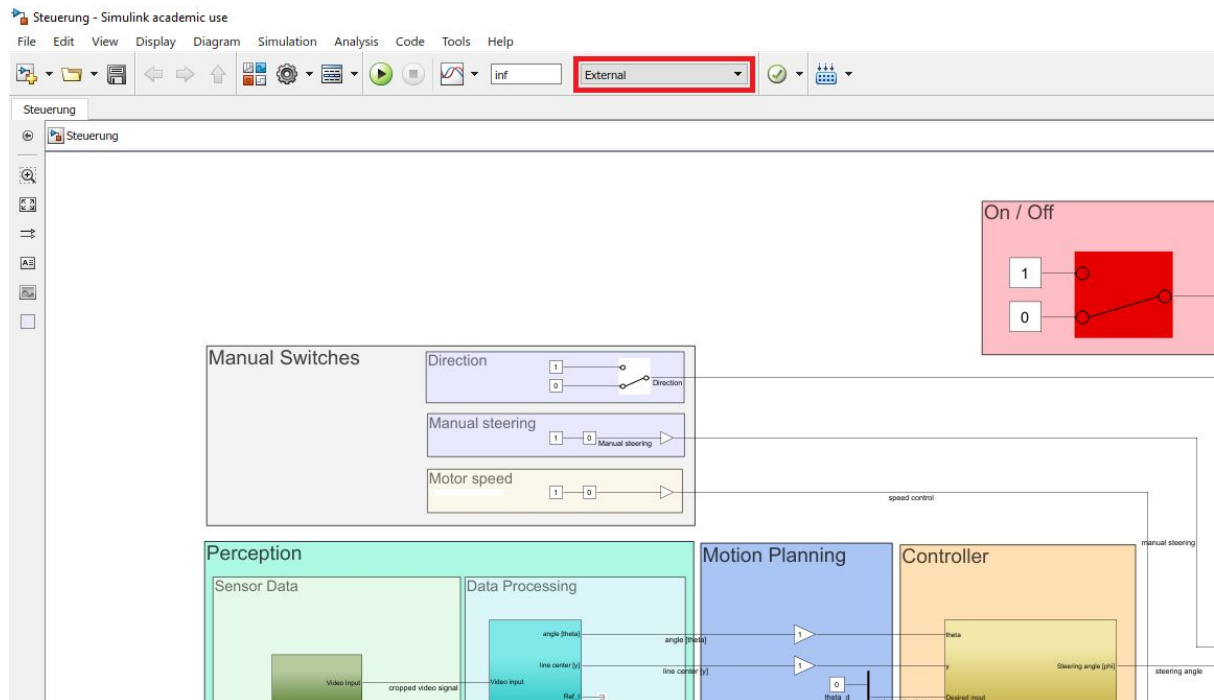 Steuerung - Simulink academic use
File Edit View Display Diagram Simulation Analysis Code Tools Help
inf
External
Steuerung
Steuerung
On / Off
1
0
Manual Switches
Direction
1
0
Direction
Manual steering
1
0
Manual steering
Motor speed
1
0
speed control
manual steering
Perception
Sensor Data
Data Processing
Motion Planning
Controller
Video Input
cropped video signal
Video input
angle [theta]
line center [y]
Ref_I
angle [theta]
line center [y]
1
1
0
theta_d
theta
y
Desired input
Steering angle [phi]
steering angle